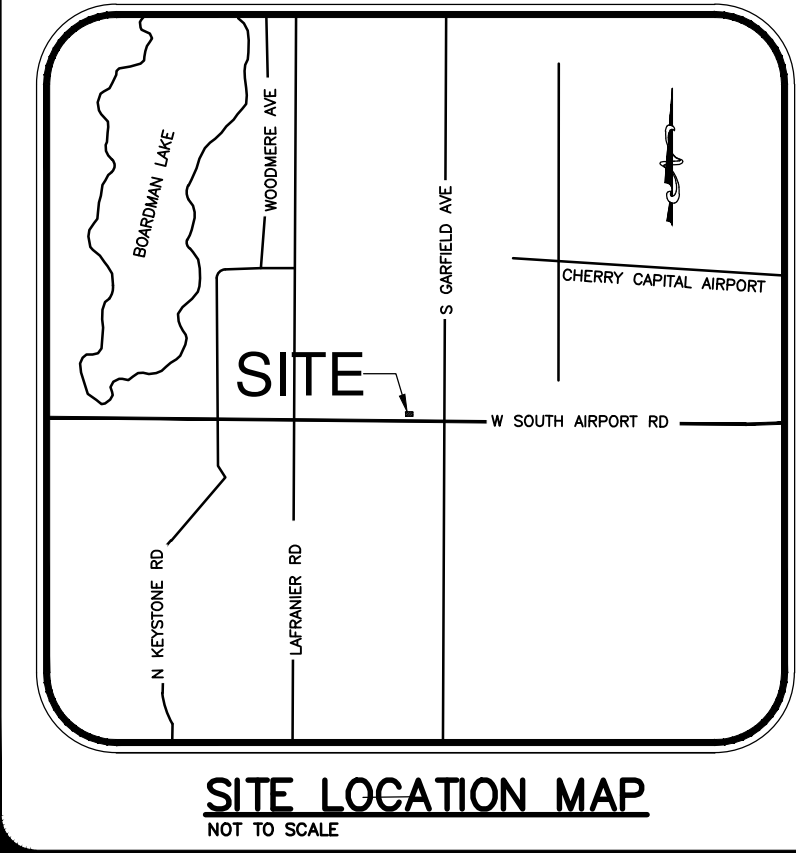 WOODMERE AVE
BOARDMAN LAKE
S GARFIELD AVE
CHERRY CAPITAL AIRPORT
SITE
W SOUTH AIRPORT RD
N KEYSTONE RD
LAFRANIER RD
SITE LOCATION MAP
NOT TO SCALE